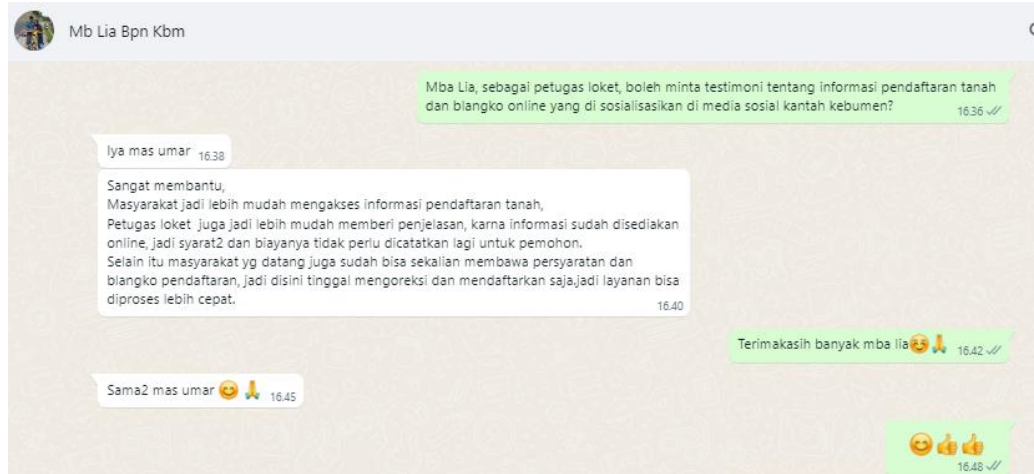 Mb Lia Bpn Kbm
Mba Lia, sebagai petugas loket, boleh minta testimoni tentang informasi pendaftaran tanah
dan blangko online yang di sosialisasikan di media sosial kantah kebumen?
16.36
Iya mas umar 16.38
Sangat membantu,
Masyarakat jadi lebih mudah mengakses informasi pendaftaran tanah,
Petugas loket juga jadi lebih mudah memberi penjelasan, karna informasi sudah disediakan
online, jadi syarat2 dan biayanya tidak perlu dicatatkan lagi untuk pemohon.
Selain itu masyarakat yg datang juga sudah bisa sekalian membawa persyaratan dan
blangko pendaftaran, jadi disini tinggal mengoreksi dan mendaftarkan saja,jadi layanan bisa
diproses lebih cepat.
16.40
Terimakasih banyak mba lia😊🙏 16.42
Sama2 mas umar 😊🙏 16.45
😊👍👍
16.48